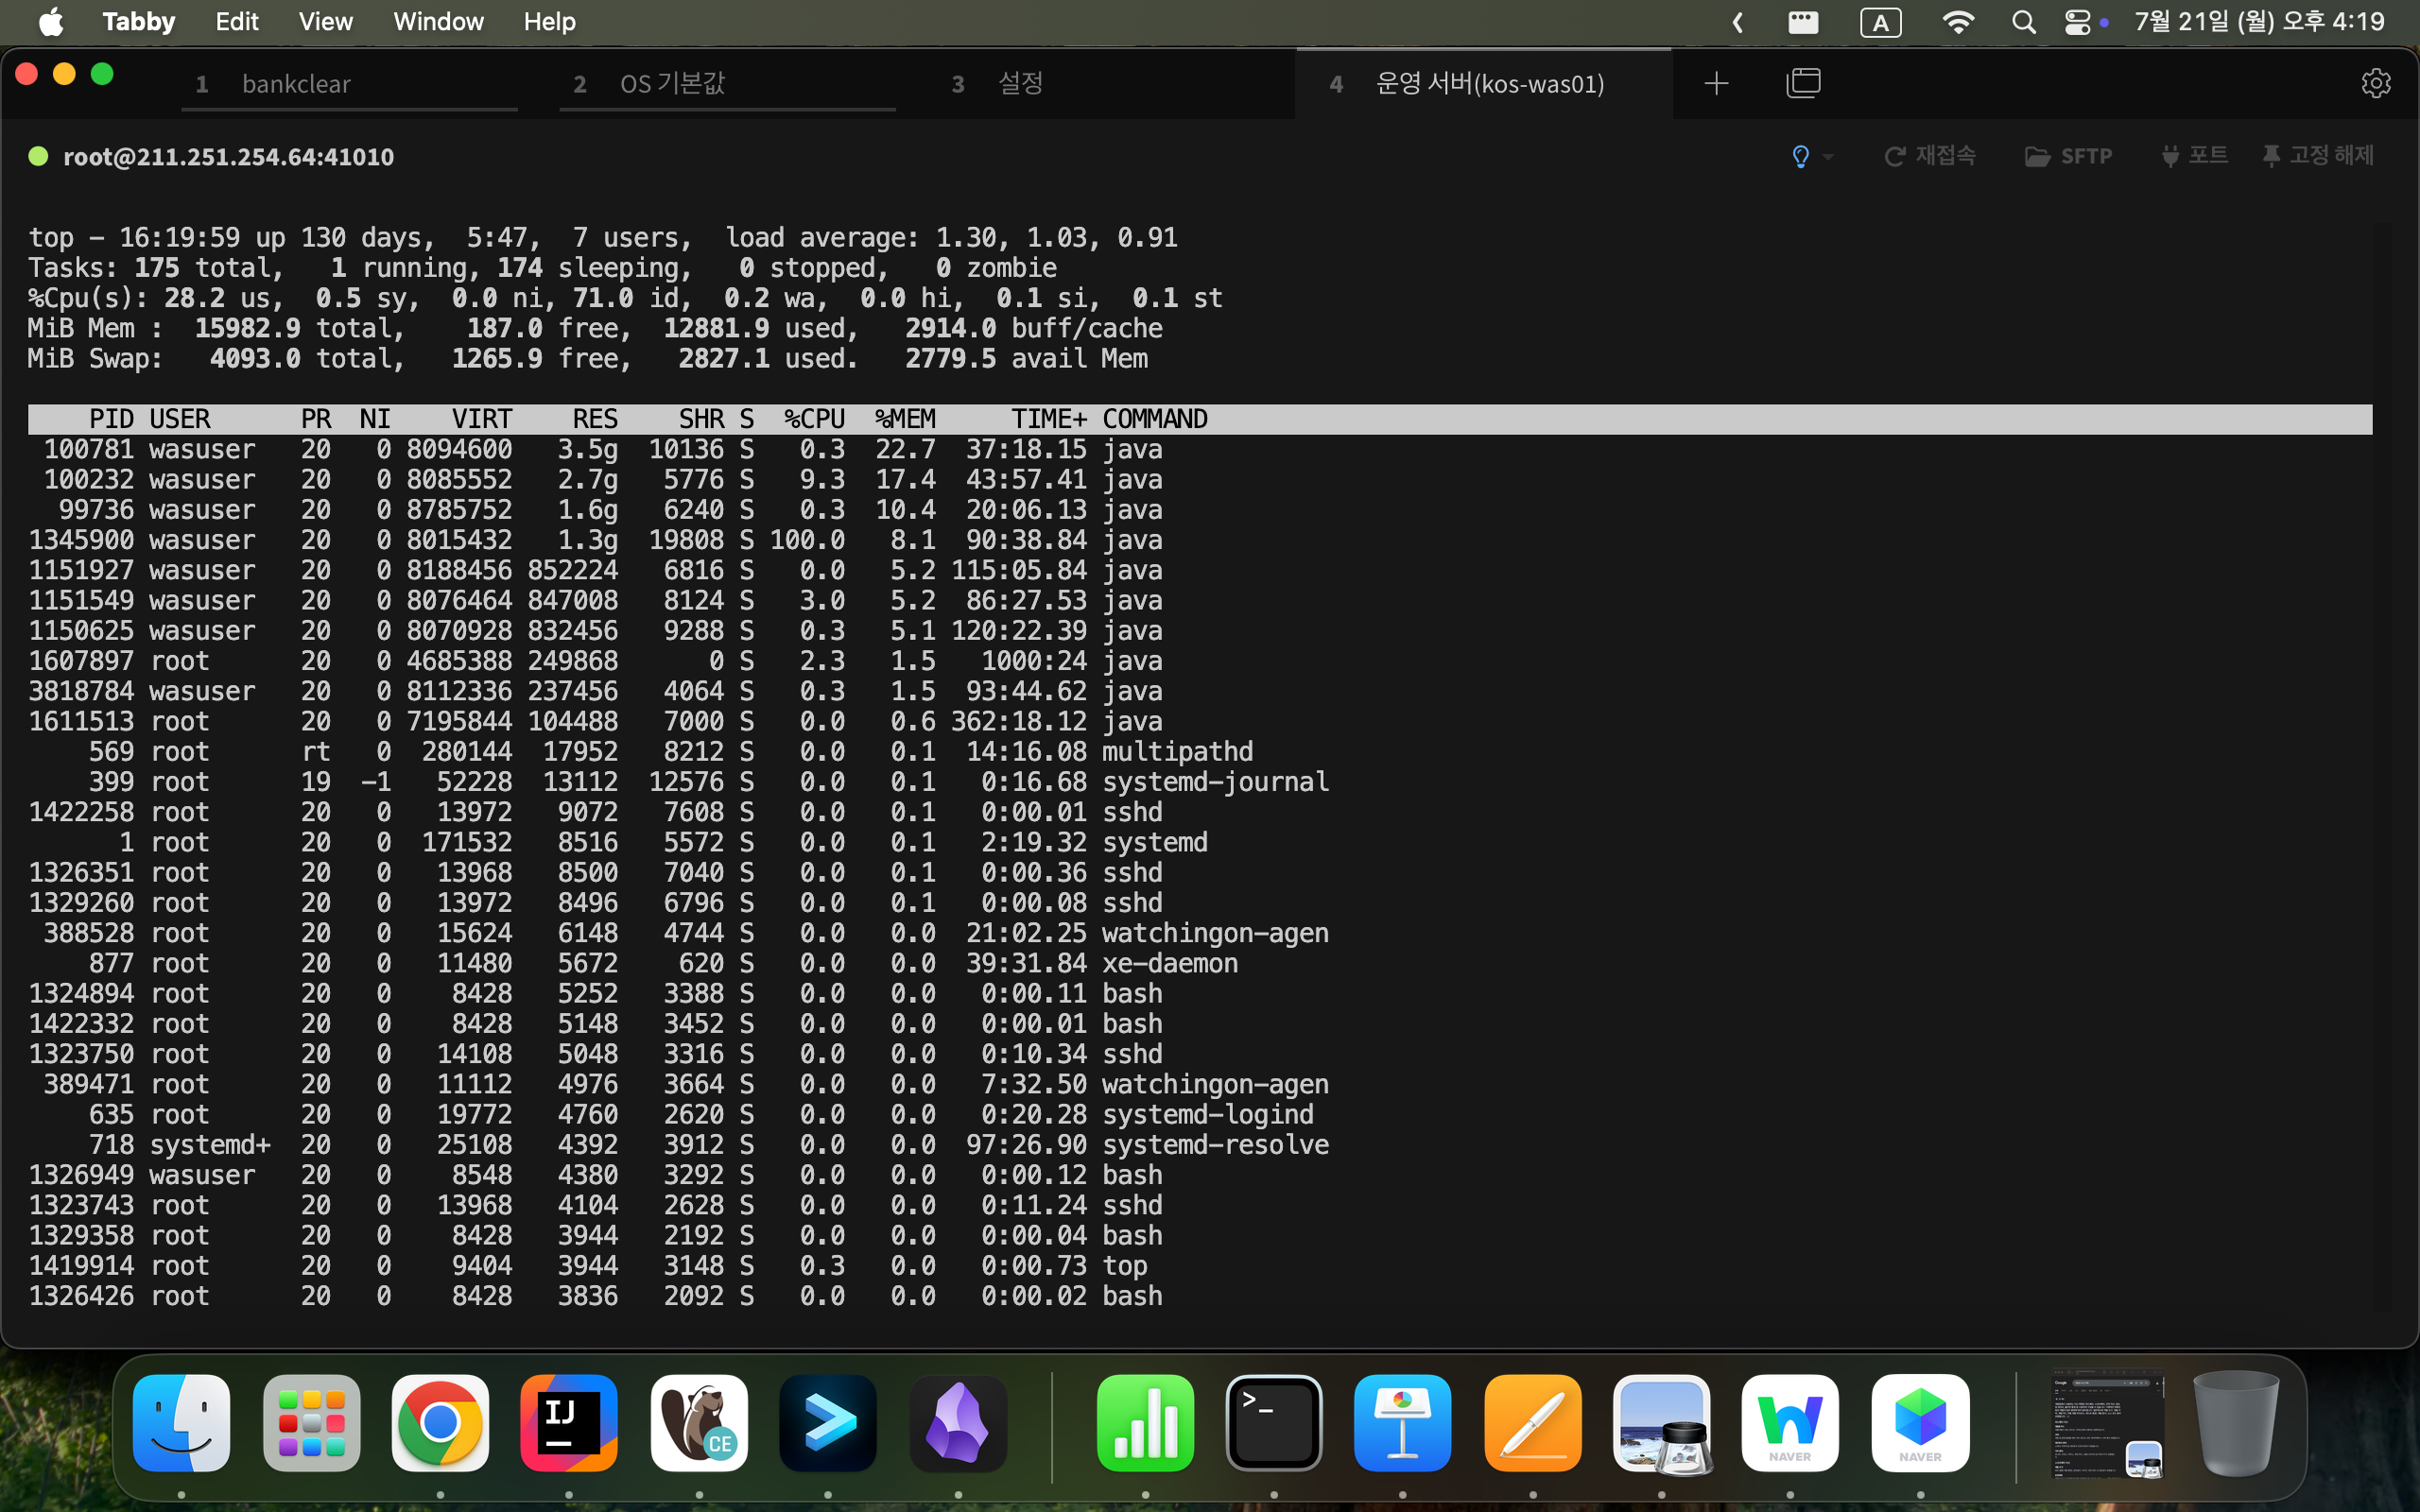 Tabby Edit View Window Help A 7월 21일 (월) 오후 4:19
1 bankclear 2 OS 기본값 3 설정 4 운영 서버(kos-was01)
root@211.251.254.64:41010 재접속 SFTP 포트 고정 해제
top - 16:19:59 up 130 days,  5:47,  7 users,  load average: 1.30, 1.03, 0.91
Tasks: 175 total,   1 running, 174 sleeping,   0 stopped,   0 zombie
%Cpu(s): 28.2 us,  0.5 sy,  0.0 ni, 71.0 id,  0.2 wa,  0.0 hi,  0.1 si,  0.1 st
MiB Mem :  15982.9 total,    187.0 free,  12881.9 used,   2914.0 buff/cache
MiB Swap:   4093.0 total,   1265.9 free,   2827.1 used.   2779.5 avail Mem
PID USER PR NI VIRT RES SHR S %CPU %MEM TIME+ COMMAND
100781 wasuser 20 0 8094600 3.5g 10136 S 0.3 22.7 37:18.15 java
100232 wasuser 20 0 8085552 2.7g 5776 S 9.3 17.4 43:57.41 java
99736 wasuser 20 0 8785752 1.6g 6240 S 0.3 10.4 20:06.13 java
1345900 wasuser 20 0 8015432 1.3g 19808 S 100.0 8.1 90:38.84 java
1151927 wasuser 20 0 8188456 852224 6816 S 0.0 5.2 115:05.84 java
1151549 wasuser 20 0 8076464 847008 8124 S 3.0 5.2 86:27.53 java
1150625 wasuser 20 0 8070928 832456 9288 S 0.3 5.1 120:22.39 java
1607897 root 20 0 4685388 249868 0 S 2.3 1.5 1000:24 java
3818784 wasuser 20 0 8112336 237456 4064 S 0.3 1.5 93:44.62 java
1611513 root 20 0 7195844 104488 7000 S 0.0 0.6 362:18.12 java
569 root rt 0 280144 17952 8212 S 0.0 0.1 14:16.08 multipathd
399 root 19 -1 52228 13112 12576 S 0.0 0.1 0:16.68 systemd-journal
1422258 root 20 0 13972 9072 7608 S 0.0 0.1 0:00.01 sshd
1 root 20 0 171532 8516 5572 S 0.0 0.1 2:19.32 systemd
1326351 root 20 0 13968 8500 7040 S 0.0 0.1 0:00.36 sshd
1329260 root 20 0 13972 8496 6796 S 0.0 0.1 0:00.08 sshd
388528 root 20 0 15624 6148 4744 S 0.0 0.0 21:02.25 watchingon-agen
877 root 20 0 11480 5672 620 S 0.0 0.0 39:31.84 xe-daemon
1324894 root 20 0 8428 5252 3388 S 0.0 0.0 0:00.11 bash
1422332 root 20 0 8428 5148 3452 S 0.0 0.0 0:00.01 bash
1323750 root 20 0 14108 5048 3316 S 0.0 0.0 0:10.34 sshd
389471 root 20 0 11112 4976 3664 S 0.0 0.0 7:32.50 watchingon-agen
635 root 20 0 19772 4760 2620 S 0.0 0.0 0:20.28 systemd-logind
718 systemd+ 20 0 25108 4392 3912 S 0.0 0.0 97:26.90 systemd-resolve
1326949 wasuser 20 0 8548 4380 3292 S 0.0 0.0 0:00.12 bash
1323743 root 20 0 13968 4104 2628 S 0.0 0.0 0:11.24 sshd
1329358 root 20 0 8428 3944 2192 S 0.0 0.0 0:00.04 bash
1419914 root 20 0 9404 3944 3148 S 0.3 0.0 0:00.73 top
1326426 root 20 0 8428 3836 2092 S 0.0 0.0 0:00.02 bash
IJ CE >_ NAVER NAVER